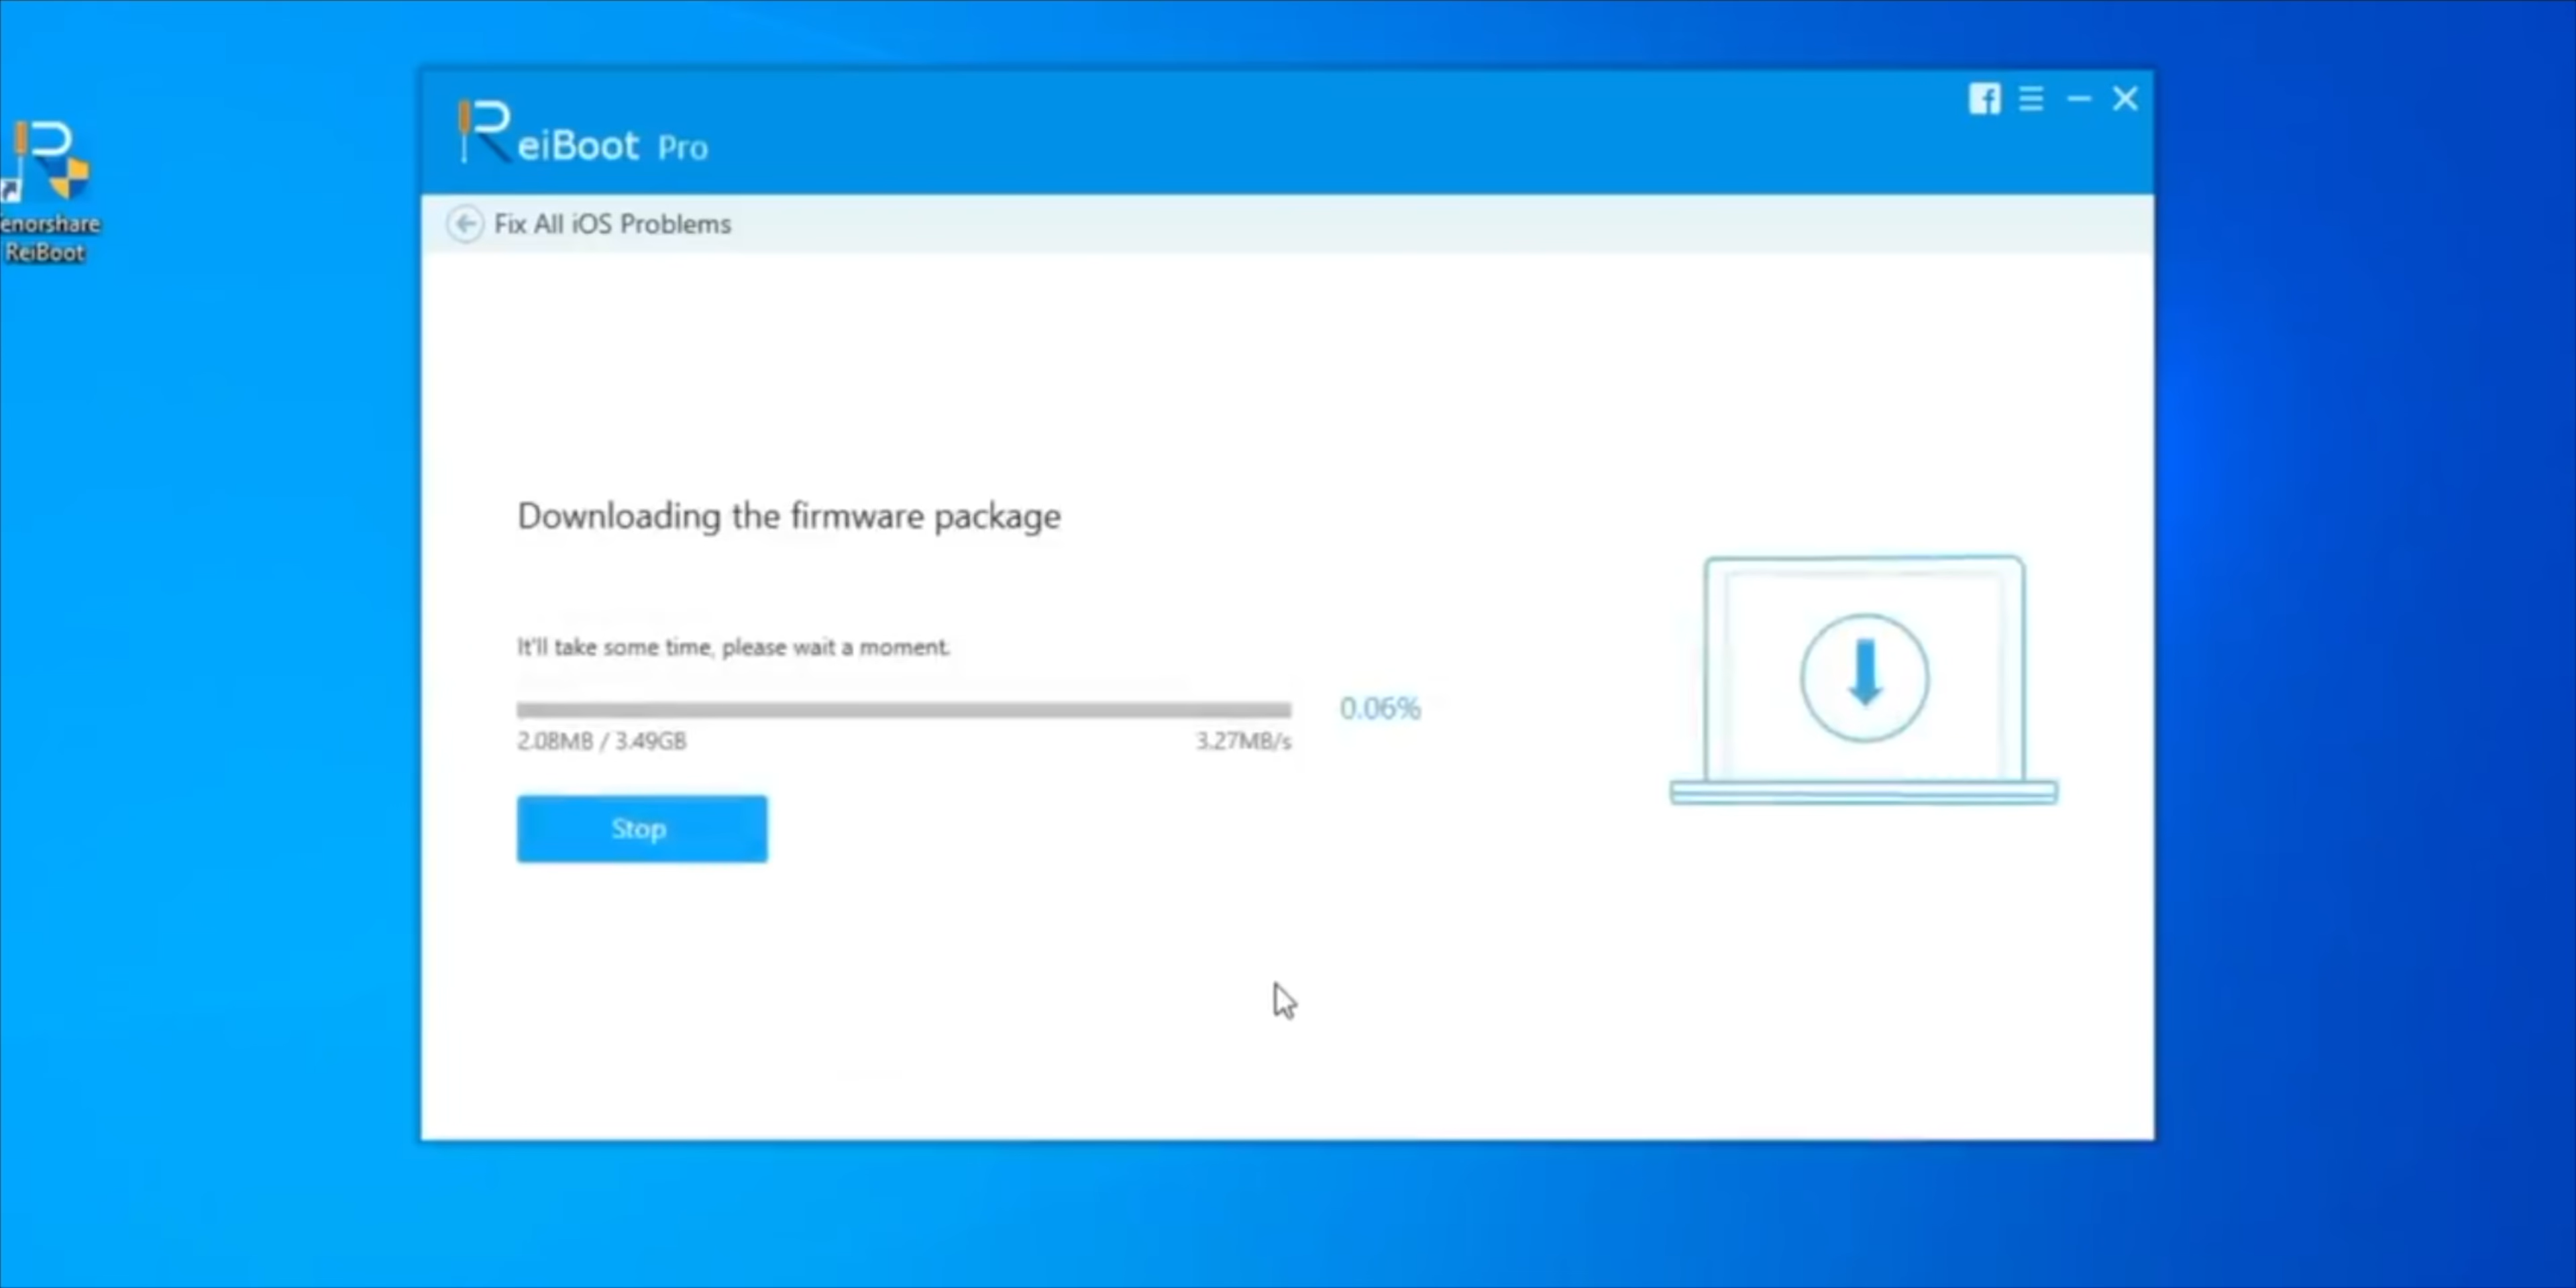 enorshare
ReiBoot
ReiBoot Pro
Fix All iOS Problems
Downloading the firmware package
It'll take some time, please wait a moment.
0.06%
2.08MB / 3.49GB
3.27MB/s
Stop